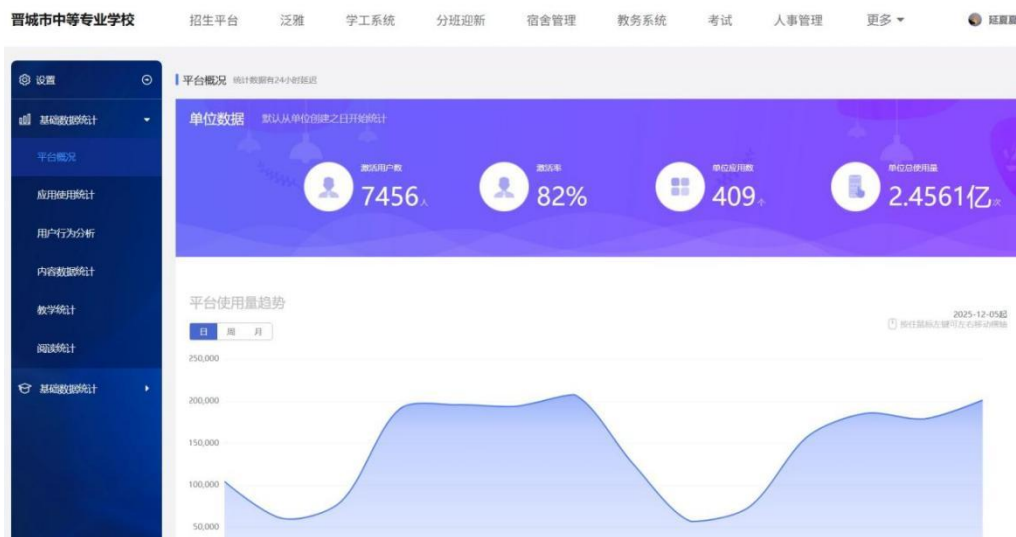 晋城市中等专业学校 招生平台 泛雅 学工系统 分班迎新 宿舍管理 教务系统 考试 人事管理 更多
设置
基础数据统计
平台概况
应用使用统计
用户行为分析
内容数据统计
教学统计
阅读统计
基础数据统计
平台概况 统计数据有24小时延迟
单位数据 默认从单位创建之日开始统计
激活用户数
7456人
激活率
82%
单位应用数
409个
单位总使用量
2.4561亿次
平台使用量趋势
日 周 月
2025-12-05起
按住鼠标左键可左右移动横轴
250,000
200,000
150,000
100,000
50,000